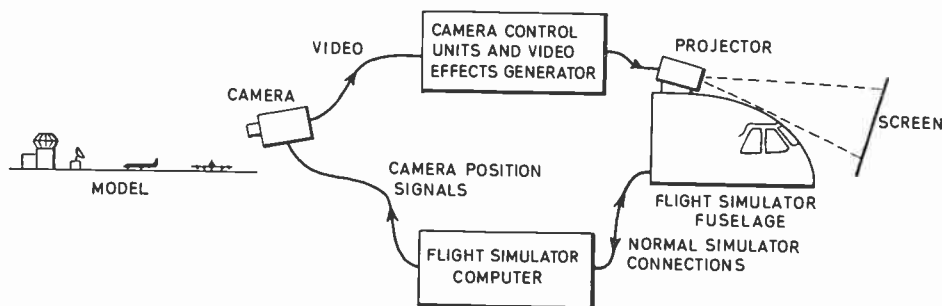 VIDEO
CAMERA CONTROL
UNITS AND VIDEO
EFFECTS GENERATOR
PROJECTOR
CAMERA
SCREEN
MODEL
CAMERA POSITION
SIGNALS
FLIGHT SIMULATOR
FUSELAGE
FLIGHT SIMULATOR
COMPUTER
NORMAL SIMULATOR
CONNECTIONS